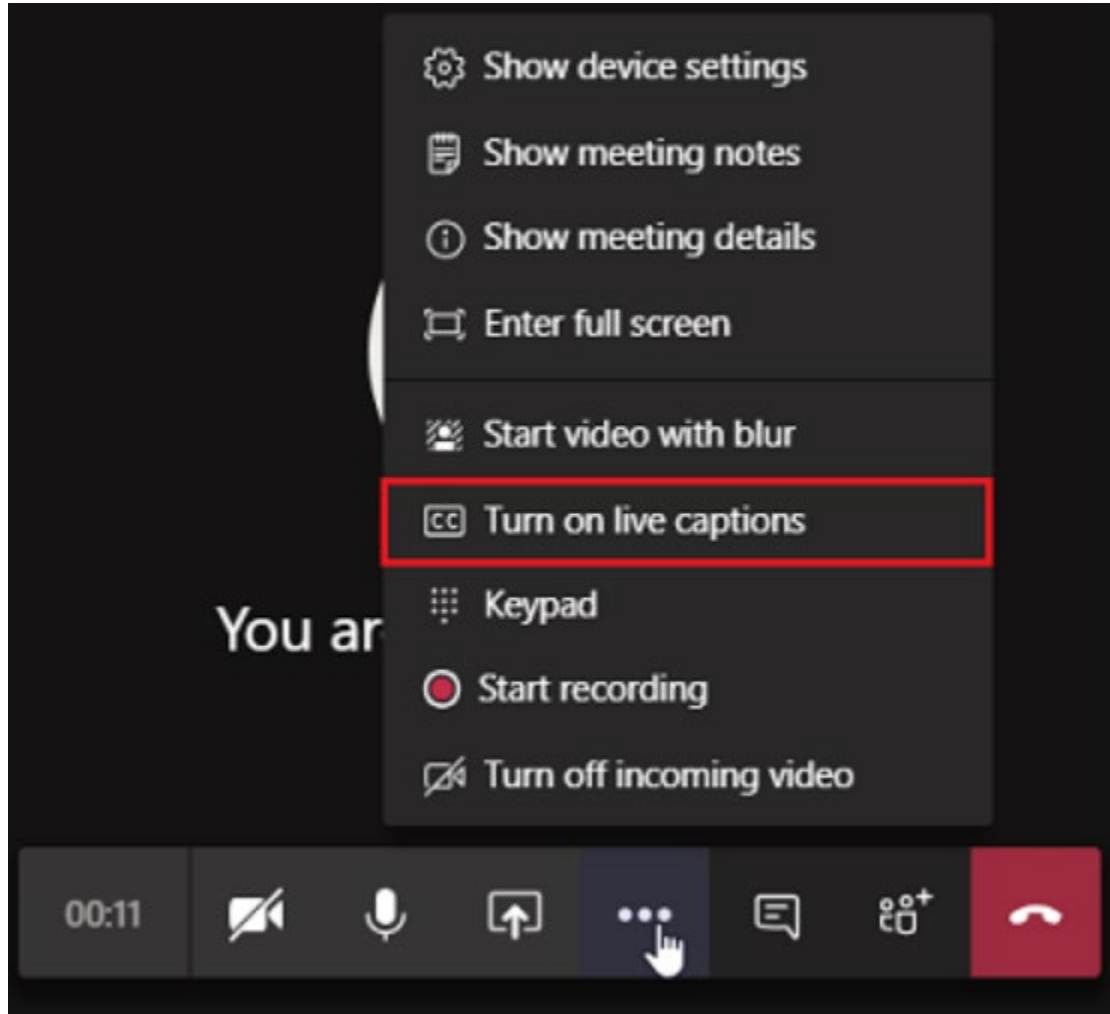 Show device settings
Show meeting notes
Show meeting details
Enter full screen
Start video with blur
CC Turn on live captions
You ar
Keypad
Start recording
Turn off incoming video
00:11